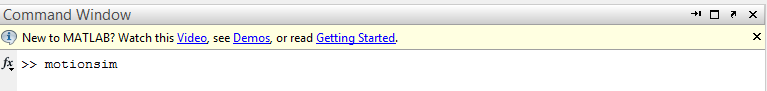 Command Window
New to MATLAB? Watch this Video, see Demos, or read Getting Started.
fx >> motionsim